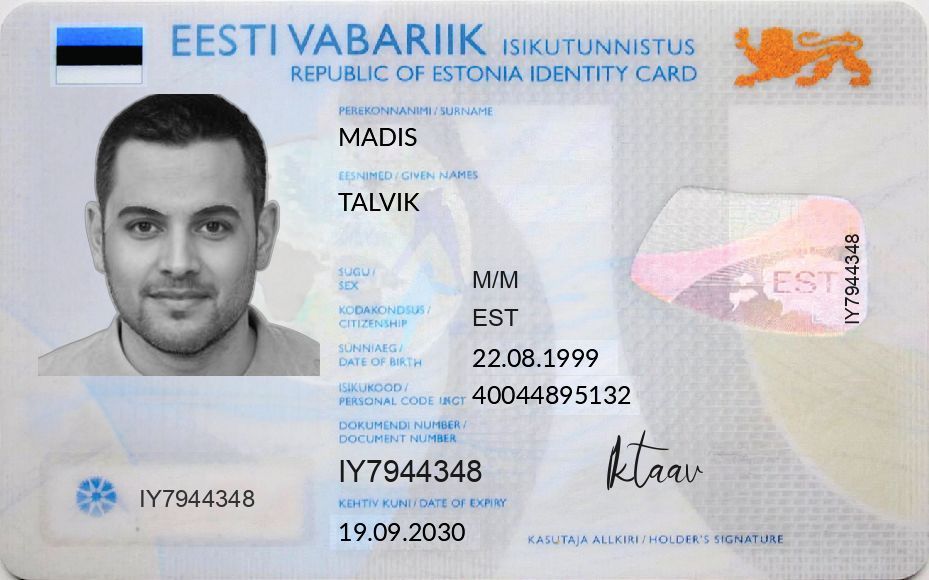 EESTI VABARIIK ISIKUTUNNISTUS
REPUBLIC OF ESTONIA IDENTITY CARD
PEREKONNANIMI / SURNAME
MADIS
EESNIMED / GIVEN NAMES
TALVIK
SUGU /
SEX
M/M
KODAKONDSUS /
CITIZENSHIP
EST
SÜNNIAEG /
DATE OF BIRTH
22.08.1999
ISIKUKOOD /
PERSONAL CODE
40044895132
DOKUMENDI NUMBER /
DOCUMENT NUMBER
IY7944348
KEHTIV KUNI / DATE OF EXPIRY
19.09.2030
IY7944348
EST
IY7944348
KASUTAJA ALLKIRI / HOLDER'S SIGNATURE